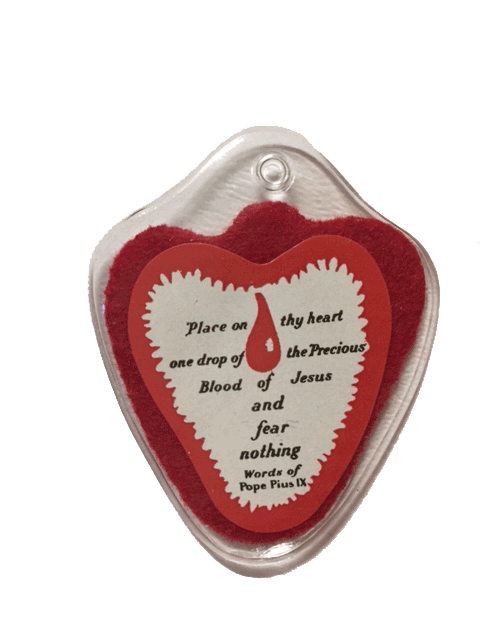 Place on thy heart
one drop of the Precious
Blood of Jesus
and
fear
nothing
Words of
Pope Pius IX